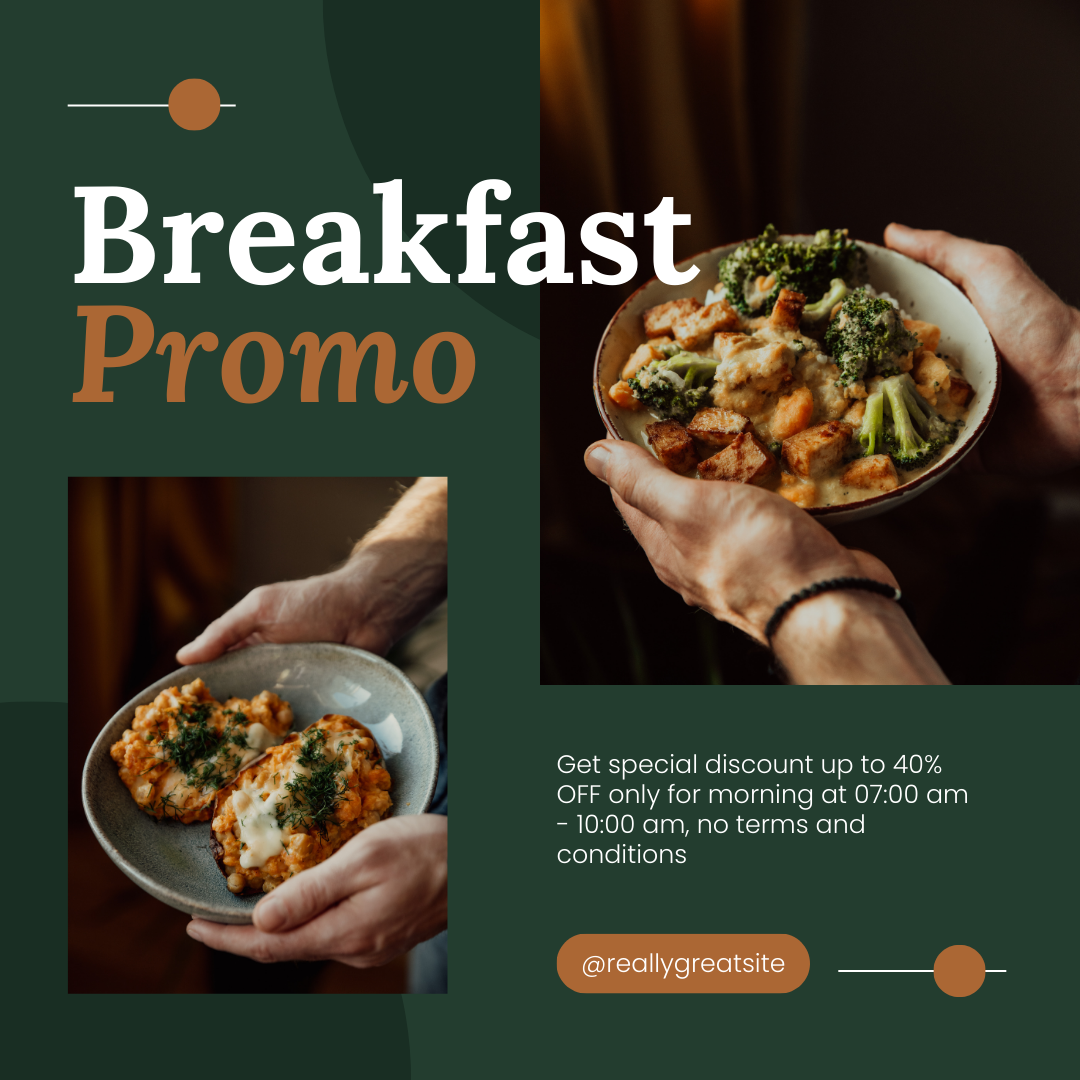 Breakfast
Promo
Get special discount up to 40%
OFF only for morning at 07:00 am
- 10:00 am, no terms and
conditions
@reallygreatsite